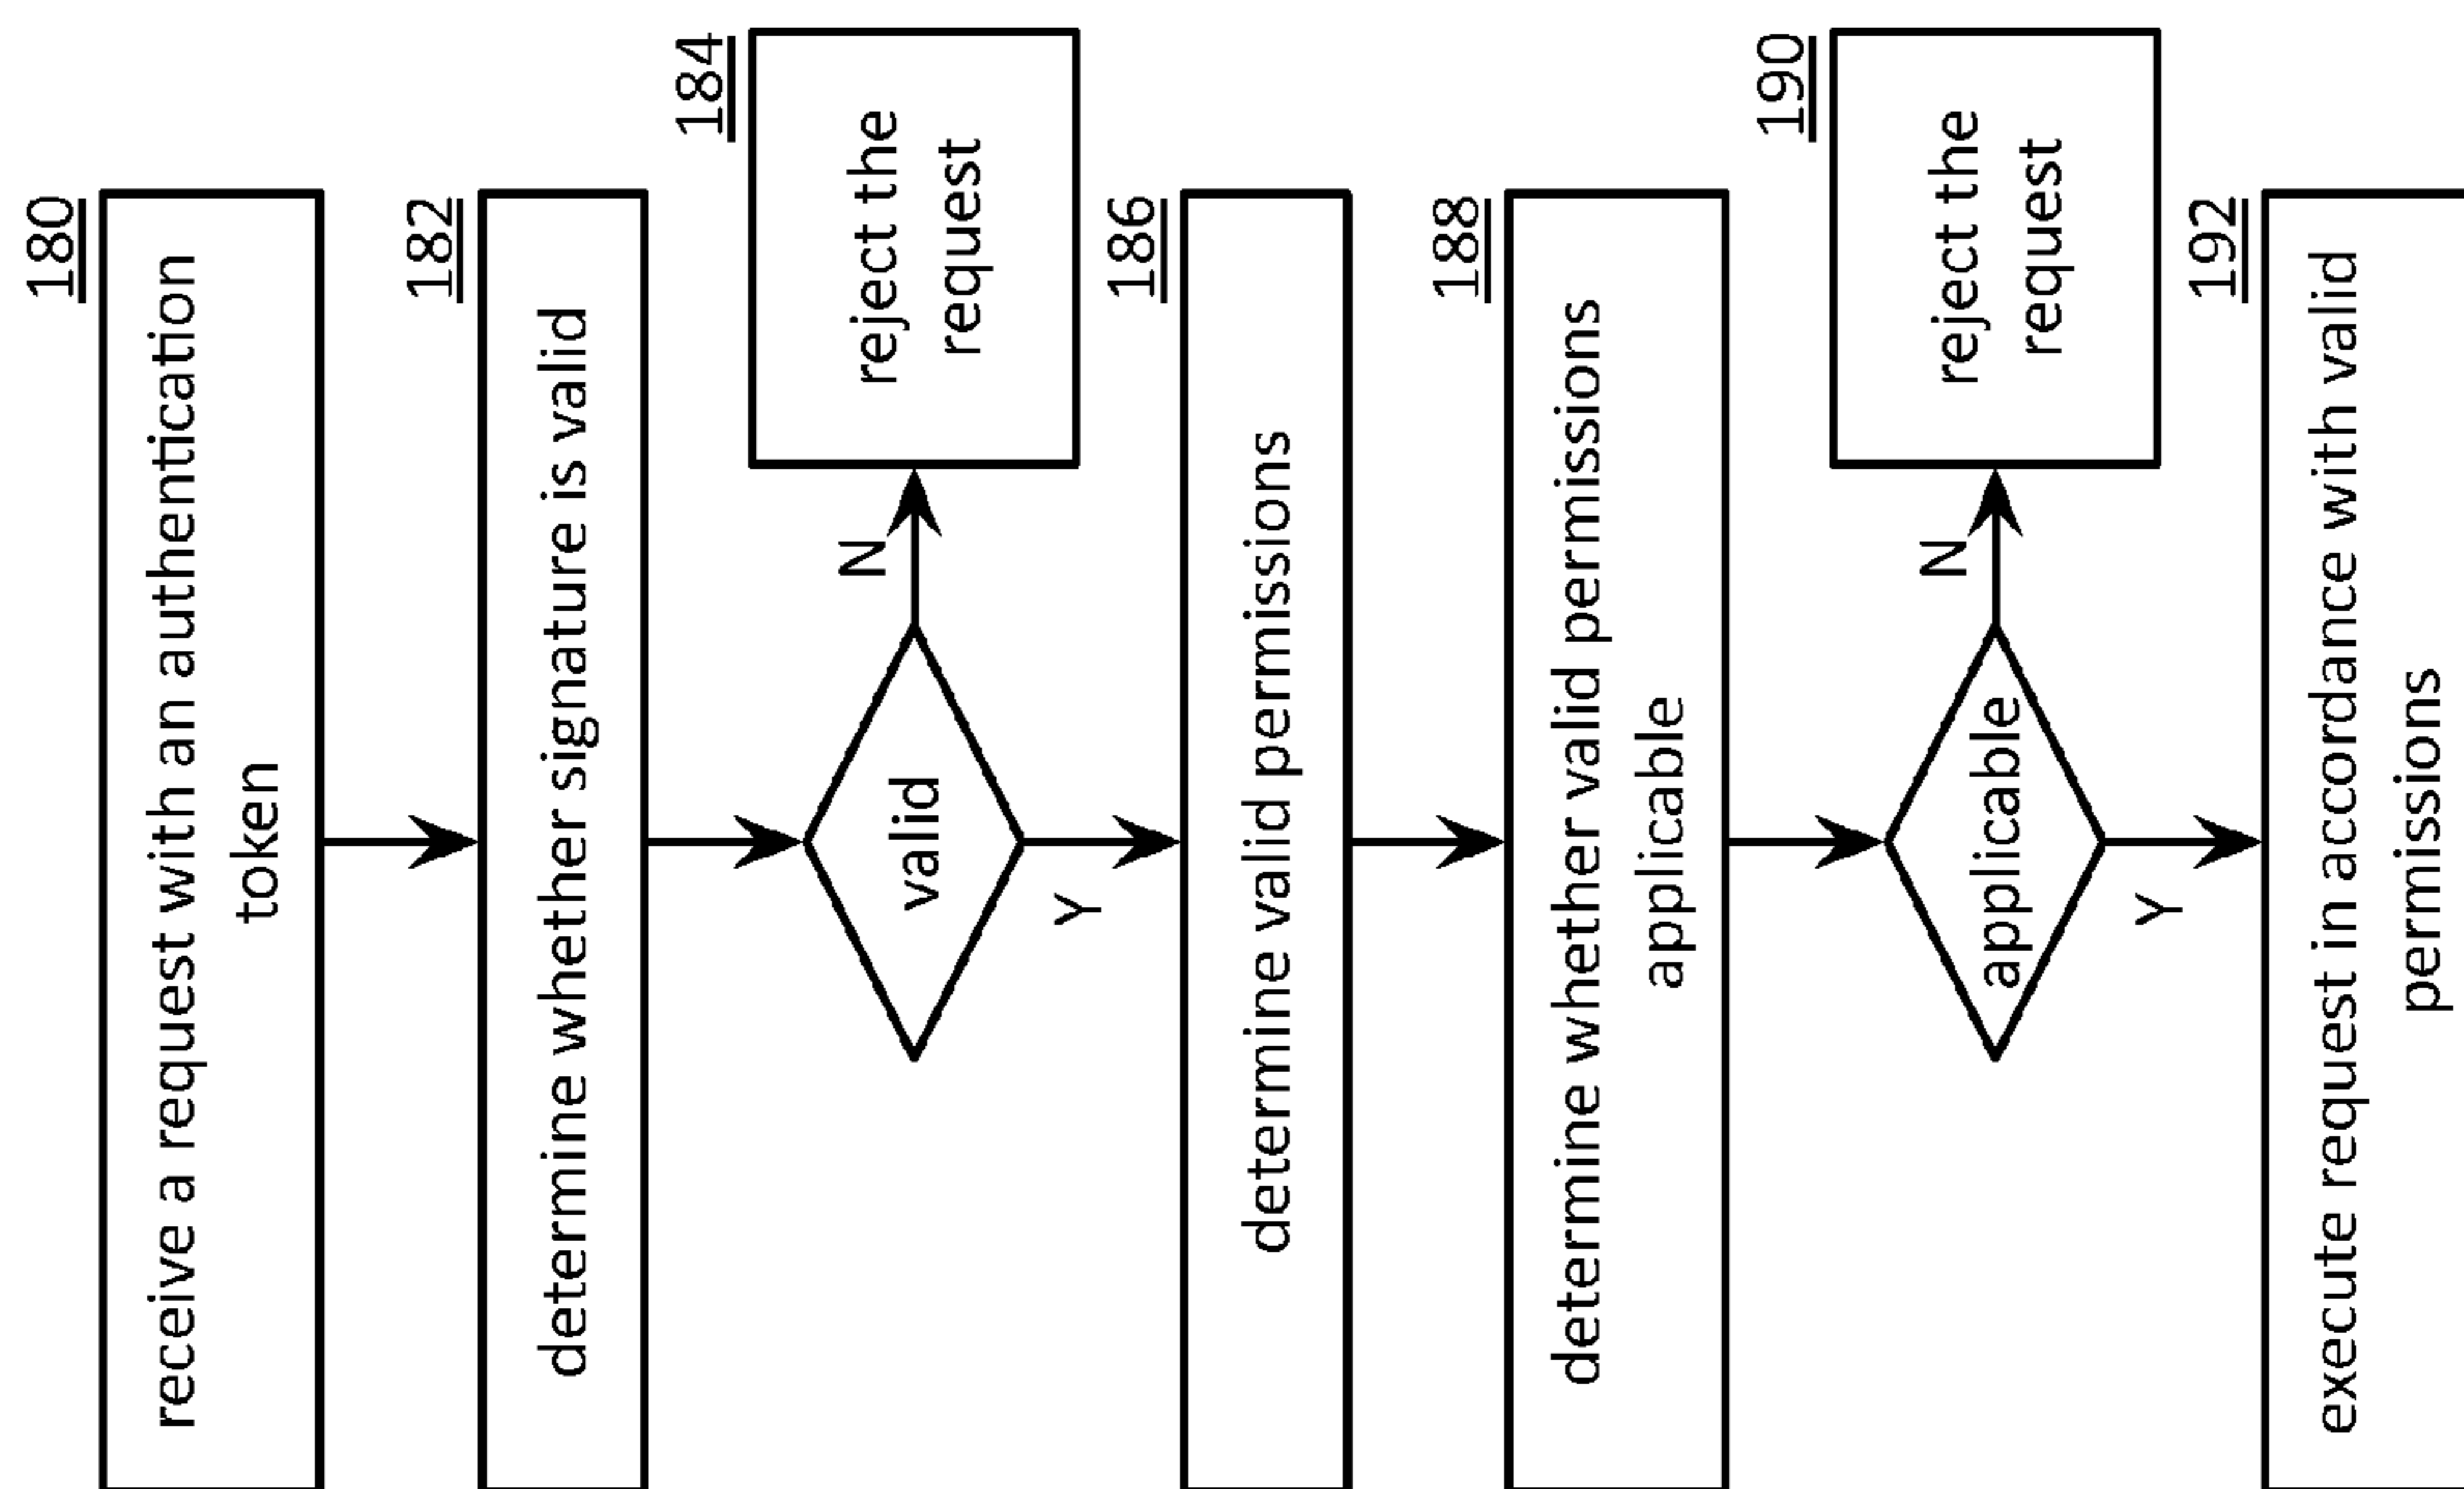 180
receive a request with an authentication
token
182
determine whether signature is valid
184
reject the
request
valid
N
Y
186
determine valid permissions
188
determine whether valid permissions
applicable
190
reject the
request
applicable
N
Y
192
execute request in accordance with valid
permissions